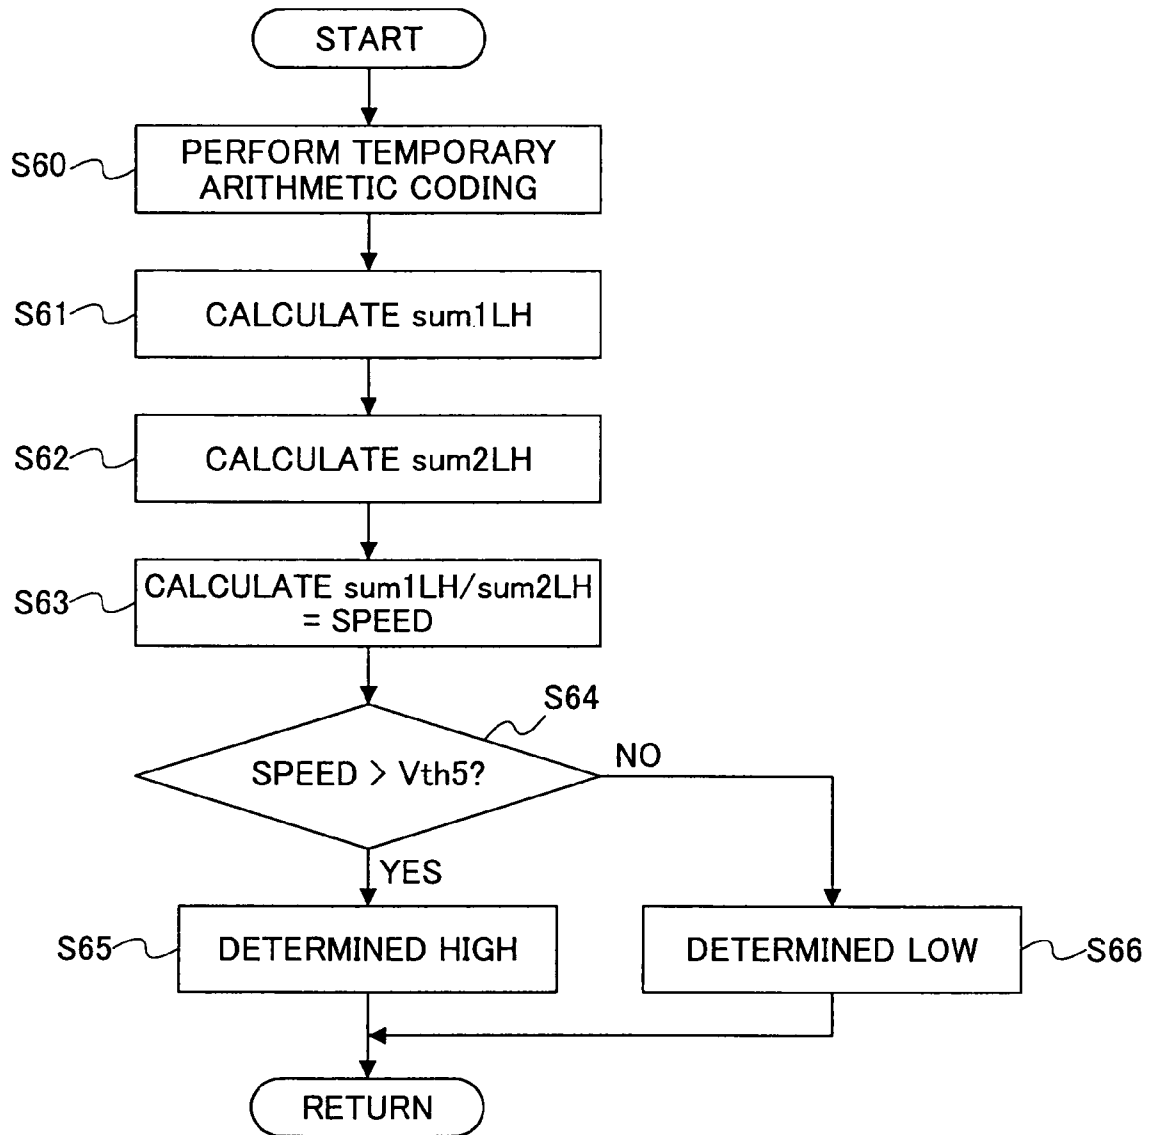 START
S60
PERFORM TEMPORARY
ARITHMETIC CODING
S61
CALCULATE sum1LH
S62
CALCULATE sum2LH
S63
CALCULATE sum1LH/sum2LH
= SPEED
S64
SPEED > Vth5?
NO
YES
S65
DETERMINED HIGH
DETERMINED LOW
S66
RETURN